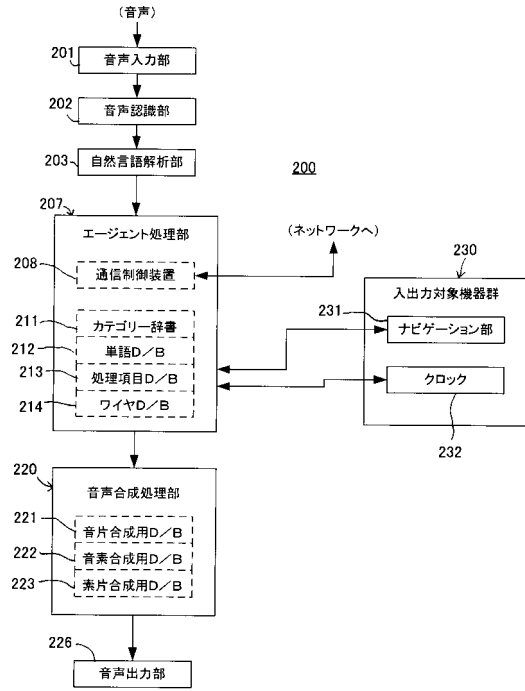 (音声)
201
音声入力部
202
音声認識部
203
自然言語解析部
200
207
エージェント処理部
(ネットワークへ)
208
通信制御装置
230
入出力対象機器群
211
カテゴリー辞書
231
ナビゲーション部
212
単語D/B
213
処理項目D/B
クロック
214
ワイヤD/B
232
220
音声合成処理部
221
音片合成用D/B
222
音素合成用D/B
223
素片合成用D/B
226
音声出力部